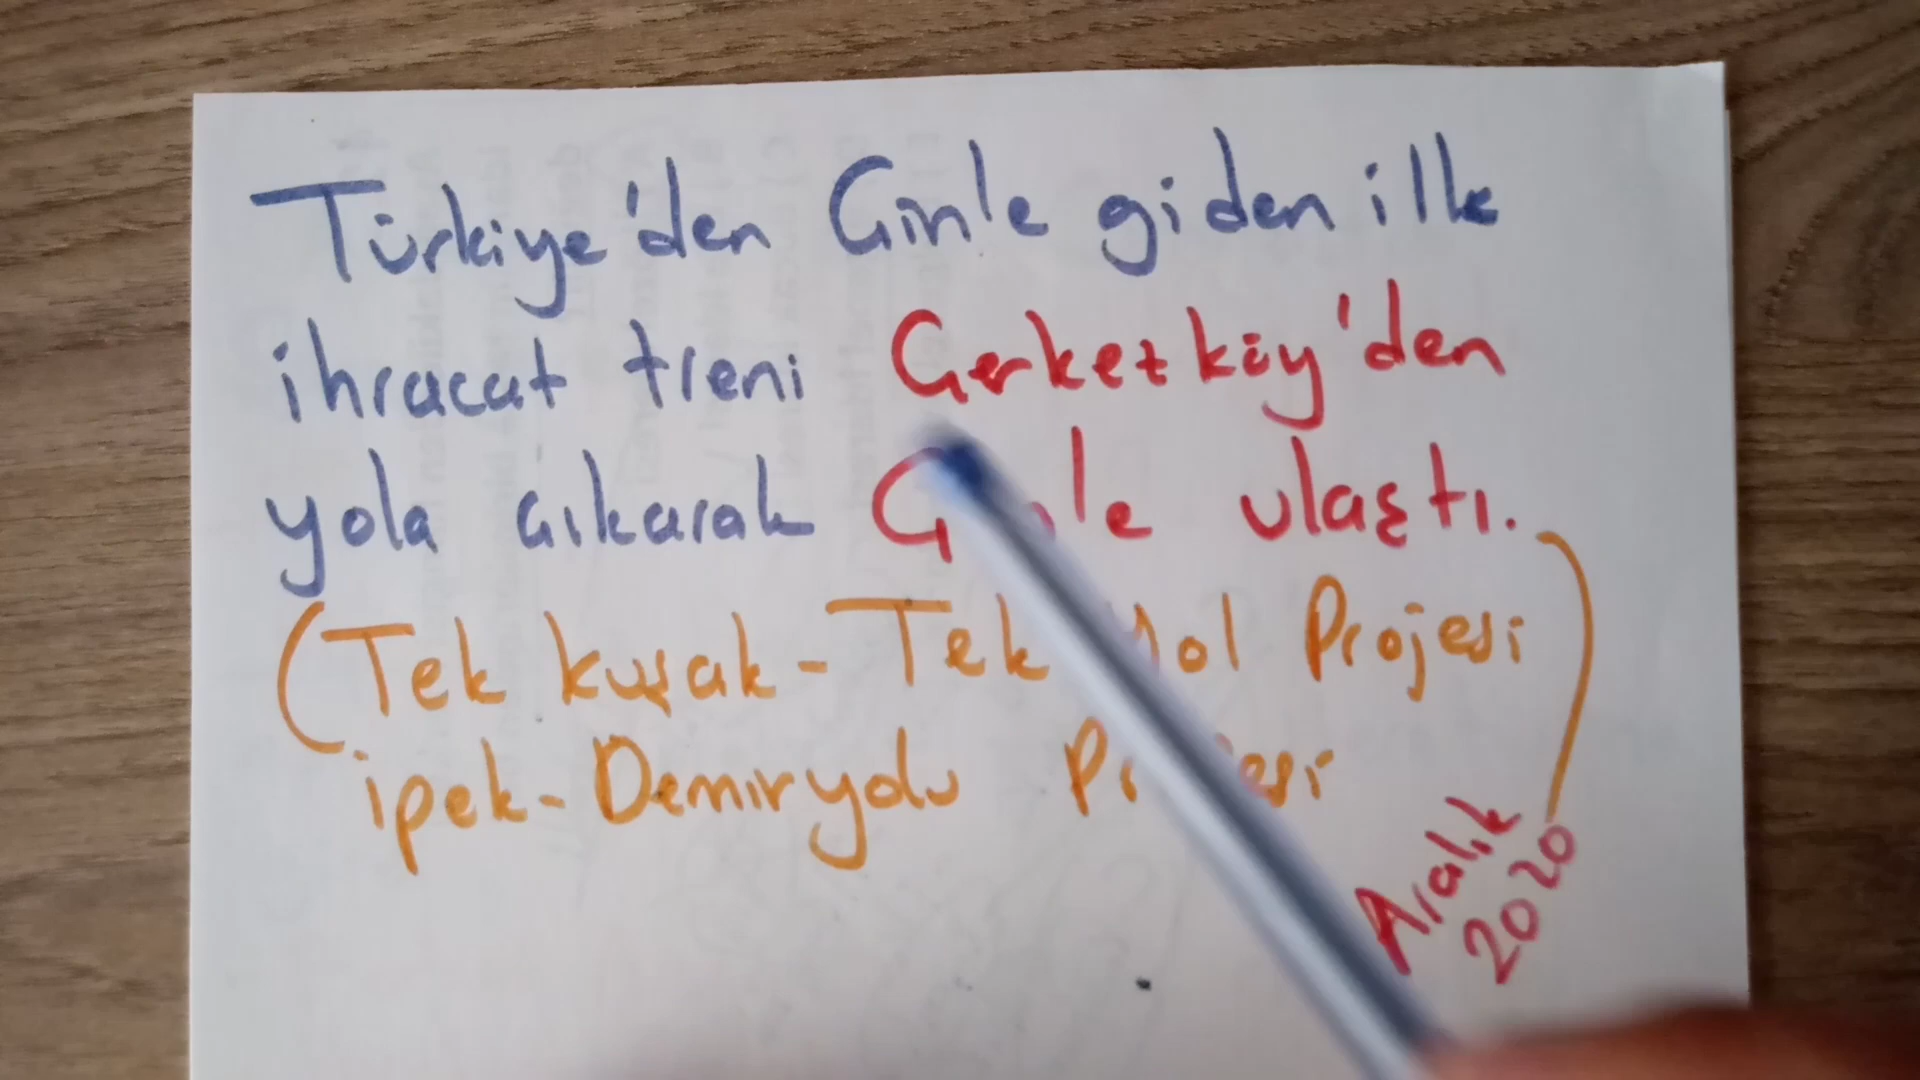 Türkiye'den Çin'e giden ilk
ihracat treni Çerkezköy'den
yola çıkarak ulaştı.
(Tek kuşak-Tek Projesi
ipek-Demiryolu
Aralık
2020